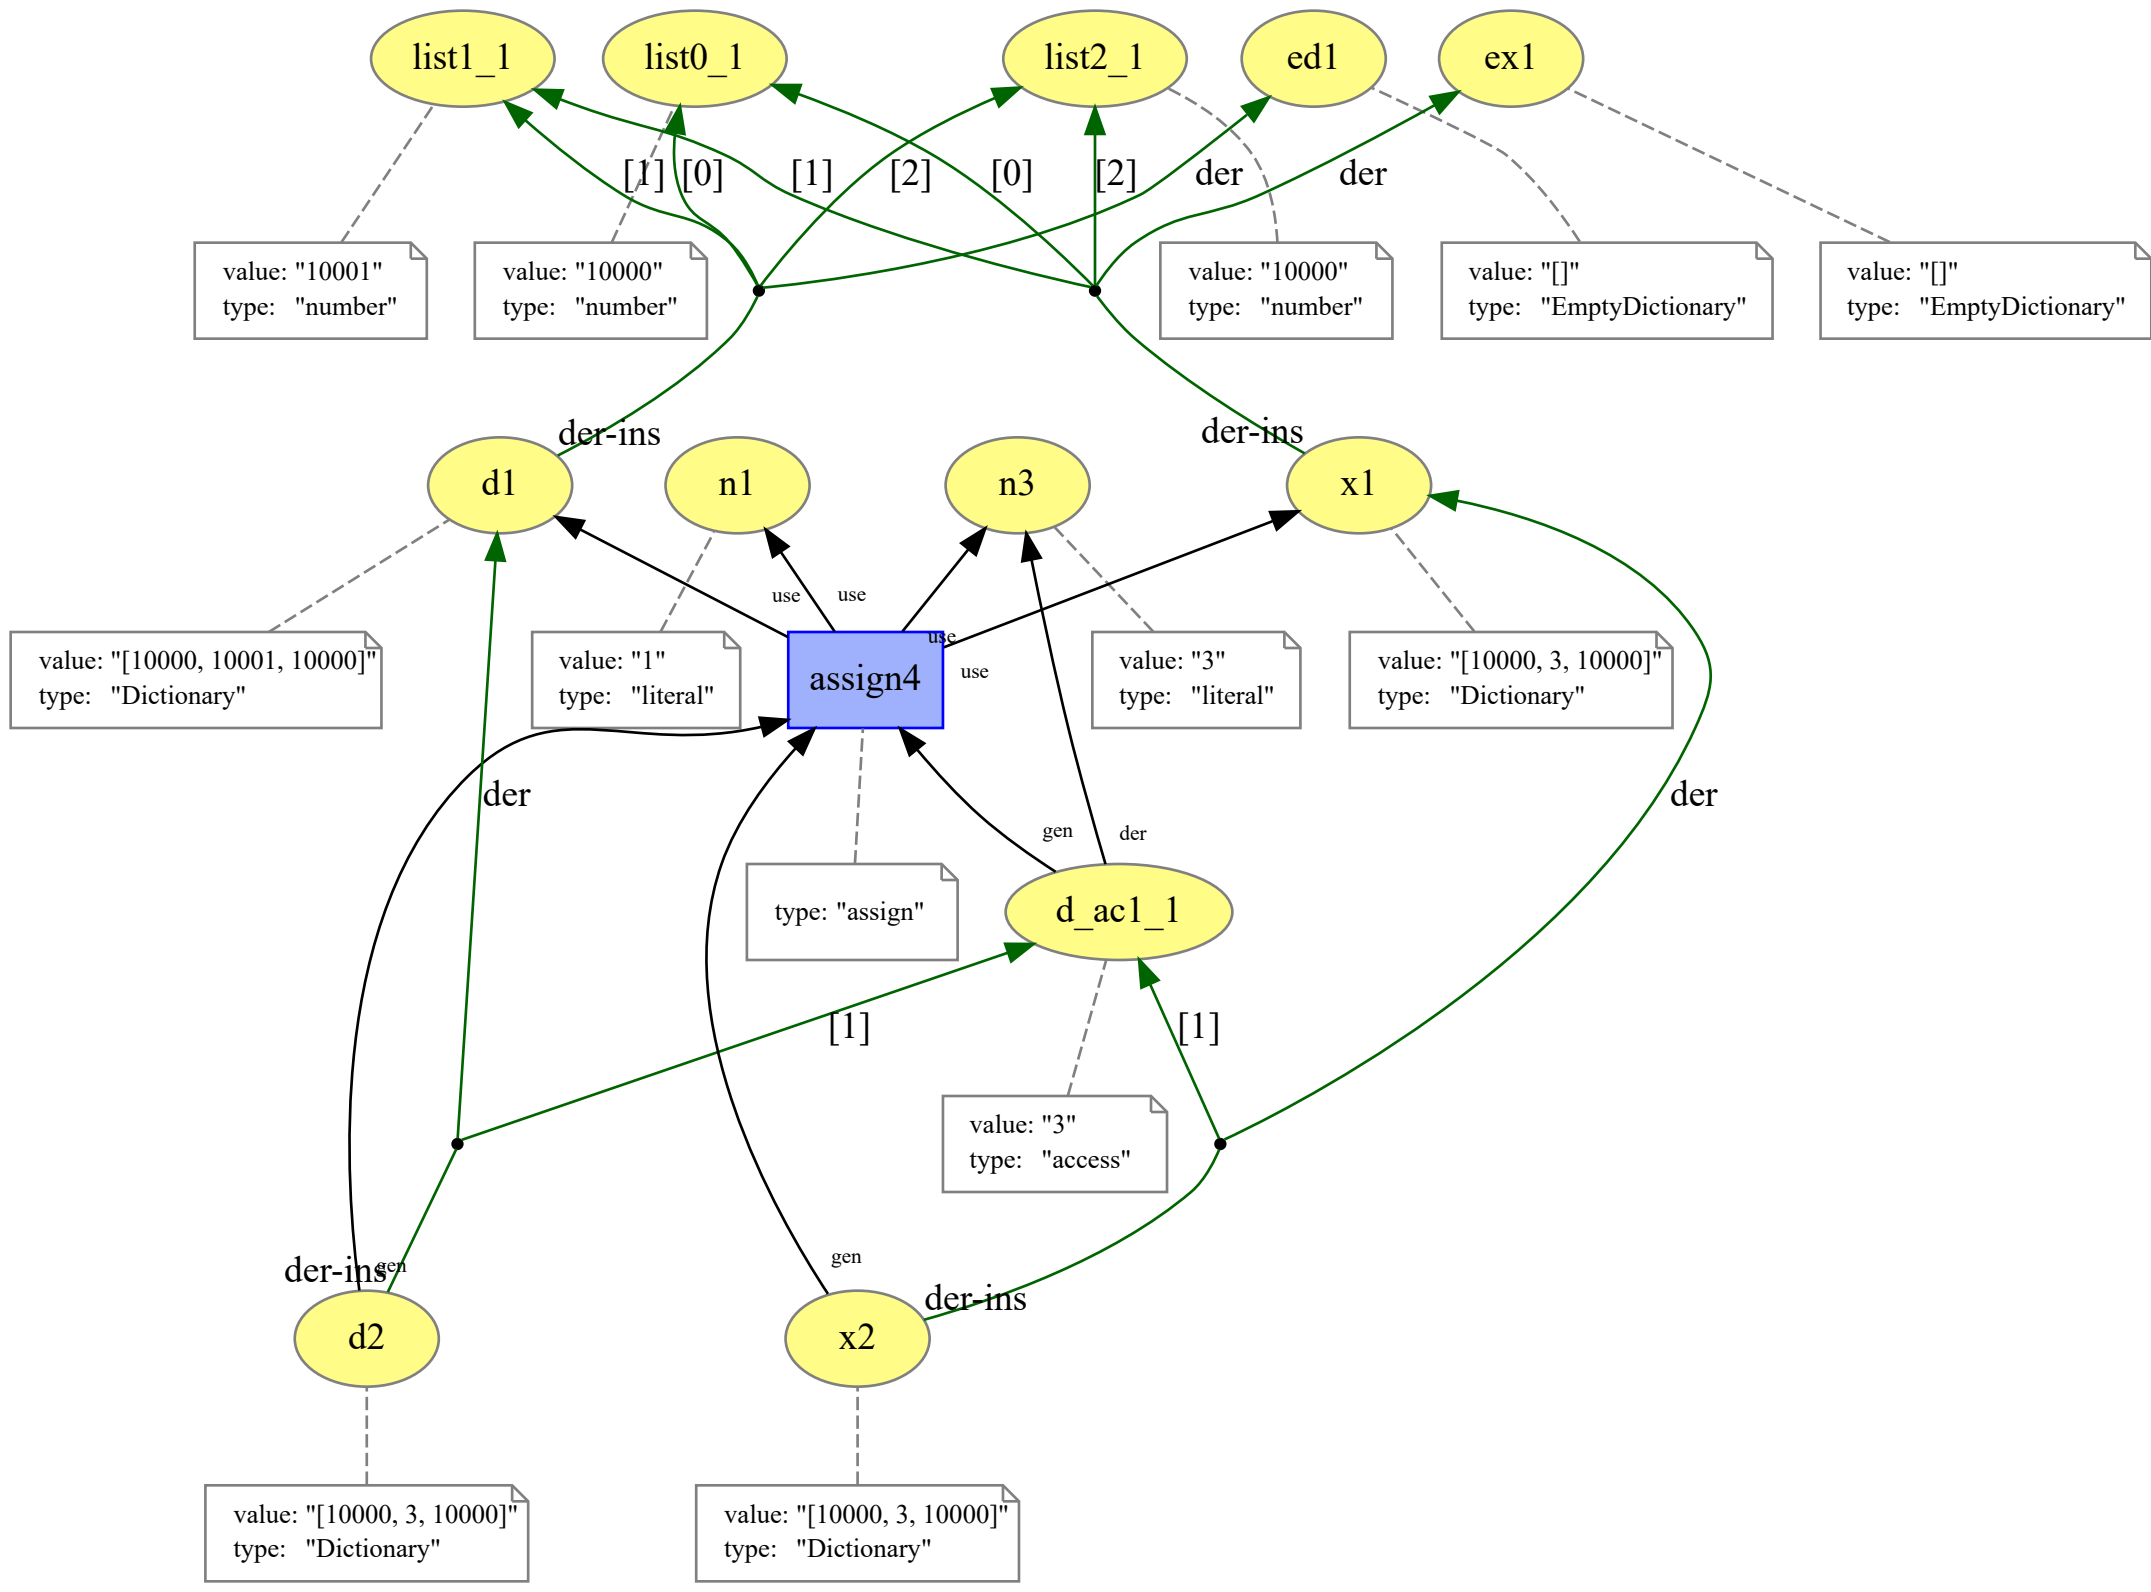 list1_1
list0_1
list2_1
ed1
ex1
[1]
[0]
[1]
[2]
[0]
[2]
der
der
value: "10001"
type: "number"
value: "10000"
type: "number"
value: "10000"
type: "number"
value: "[]"
type: "EmptyDictionary"
value: "[]"
type: "EmptyDictionary"
der-ins
der-ins
d1
n1
n3
x1
use
use
use
use
value: "[10000, 10001, 10000]"
type: "Dictionary"
value: "1"
type: "literal"
assign4
value: "3"
type: "literal"
value: "[10000, 3, 10000]"
type: "Dictionary"
der
der
gen
der
type: "assign"
d_ac1_1
[1]
[1]
value: "3"
type: "access"
der-ins
gen
gen
der-ins
d2
x2
value: "[10000, 3, 10000]"
type: "Dictionary"
value: "[10000, 3, 10000]"
type: "Dictionary"